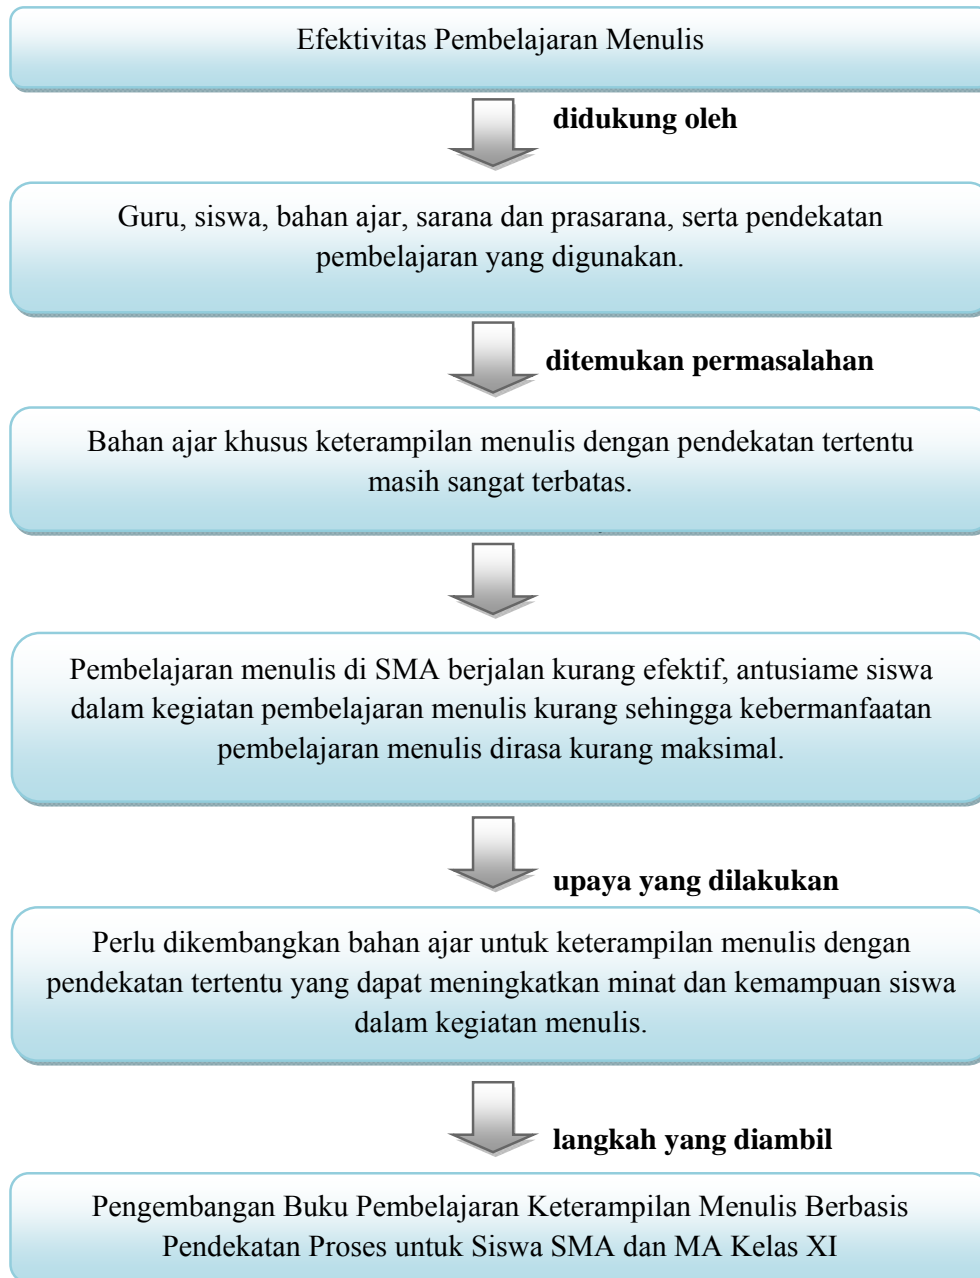 Efektivitas Pembelajaran Menulis
didukung oleh
Guru, siswa, bahan ajar, sarana dan prasarana, serta pendekatan
pembelajaran yang digunakan.
ditemukan permasalahan
Bahan ajar khusus keterampilan menulis dengan pendekatan tertentu
masih sangat terbatas.
Pembelajaran menulis di SMA berjalan kurang efektif, antusiame siswa
dalam kegiatan pembelajaran menulis kurang sehingga kebermanfaatan
pembelajaran menulis dirasa kurang maksimal.
upaya yang dilakukan
Perlu dikembangkan bahan ajar untuk keterampilan menulis dengan
pendekatan tertentu yang dapat meningkatkan minat dan kemampuan siswa
dalam kegiatan menulis.
langkah yang diambil
Pengembangan Buku Pembelajaran Keterampilan Menulis Berbasis
Pendekatan Proses untuk Siswa SMA dan MA Kelas XI